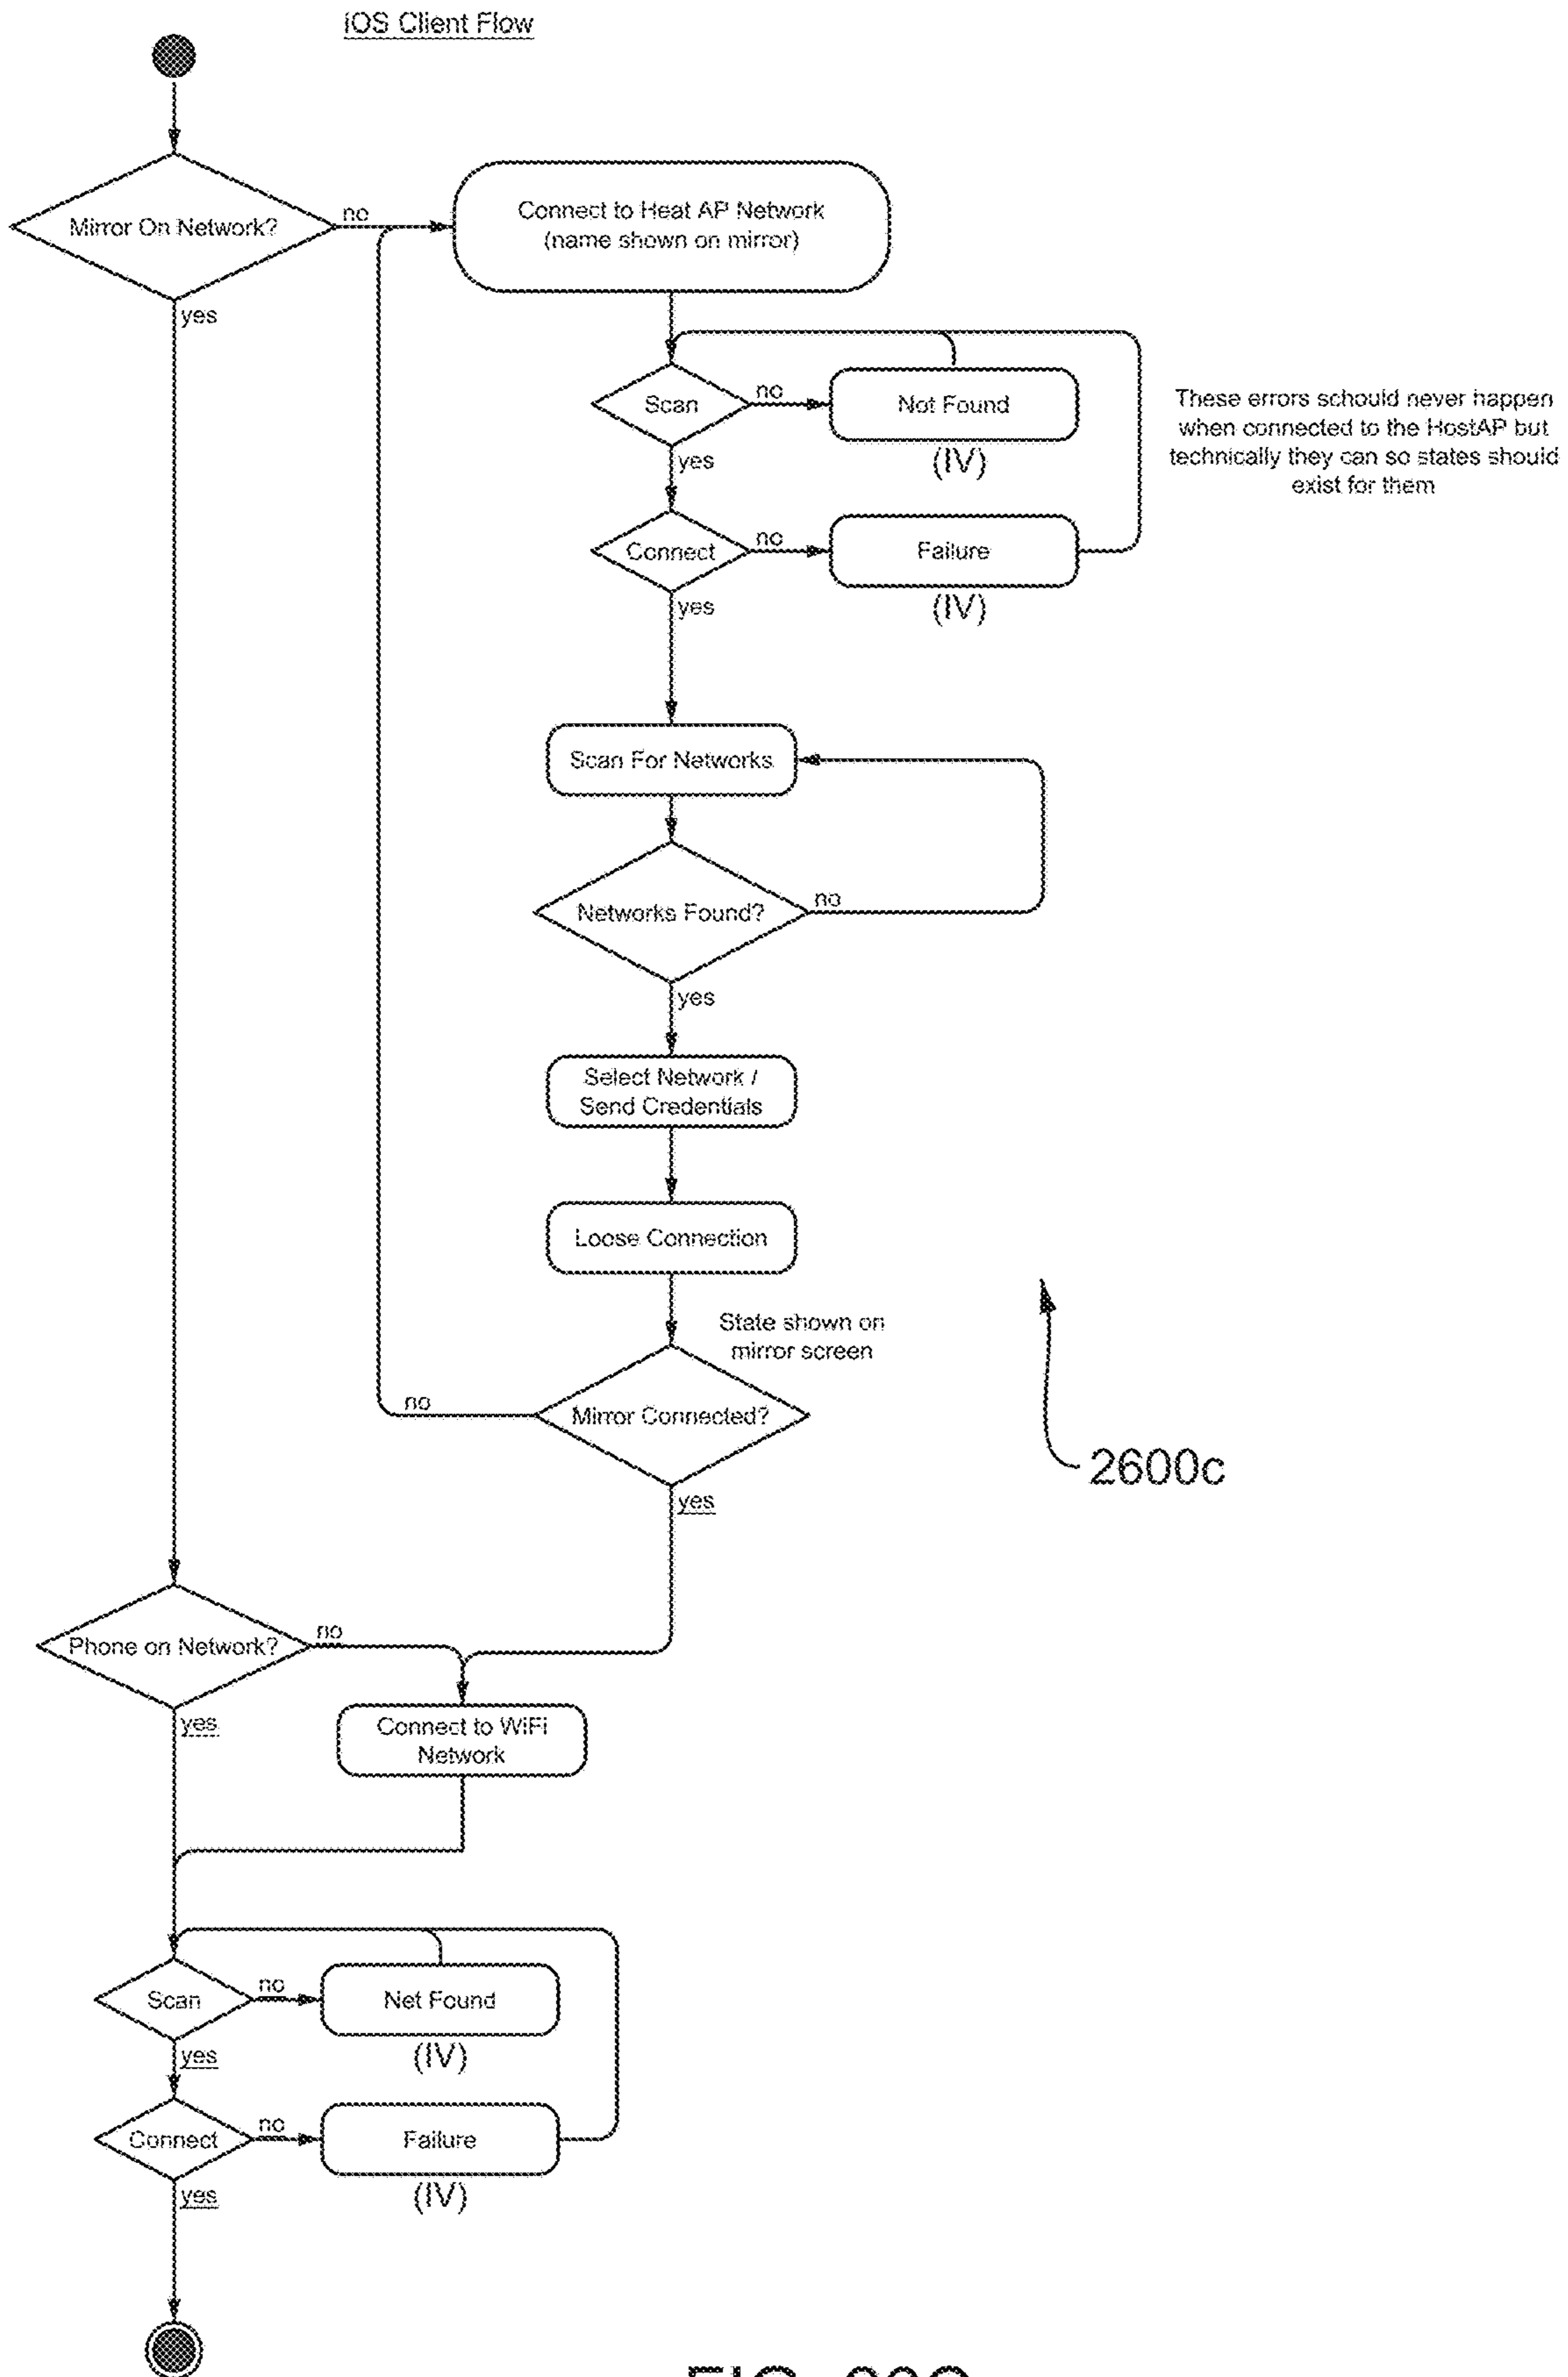 iOS Client Flow
Mirror On Network?
no
Connect to Heat AP Network
(name shown on mirror)
yes
Scan
no
Not Found
(IV)
These errors schould never happen
when connected to the HostAP but
technically they can so states should
exist for them
yes
Connect
no
Failure
(IV)
yes
Scan For Networks
Networks Found?
no
yes
Select Network /
Send Credentials
Loose Connection
State shown on
mirror screen
Mirror Connected?
no
2600c
yes
Phone on Network?
no
yes
Connect to WiFi
Network
Scan
no
Net Found
(IV)
yes
Connect
no
Failure
(IV)
yes